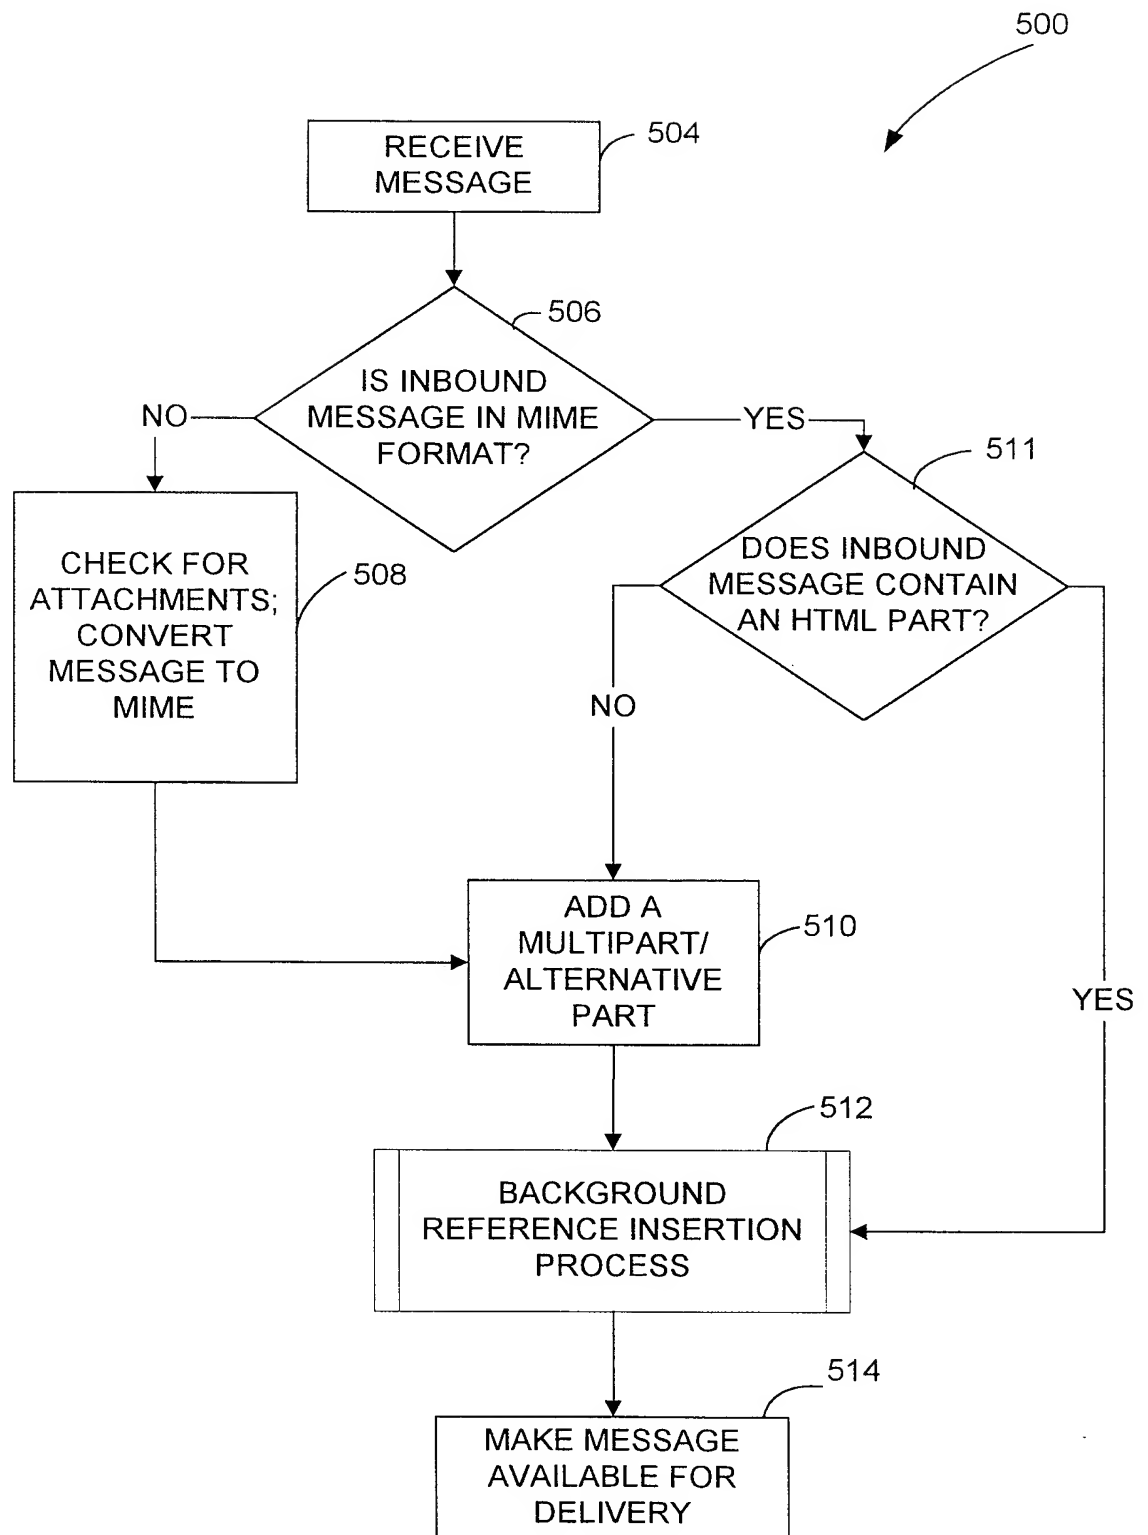 500
RECEIVE
MESSAGE
504
506
IS INBOUND
MESSAGE IN MIME
FORMAT?
NO
YES
511
CHECK FOR
ATTACHMENTS;
CONVERT
MESSAGE TO
MIME
508
DOES INBOUND
MESSAGE CONTAIN
AN HTML PART?
NO
ADD A
MULTIPART/
ALTERNATIVE
PART
510
YES
512
BACKGROUND
REFERENCE INSERTION
PROCESS
514
MAKE MESSAGE
AVAILABLE FOR
DELIVERY